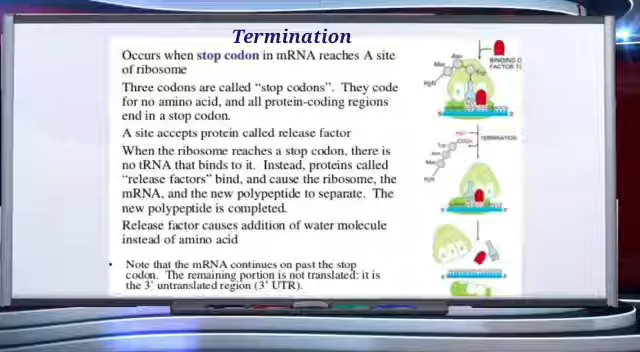 Termination
Occurs when stop codon in mRNA reaches A site
of ribosome
Three codons are called “stop codons”. They code
for no amino acid, and all protein-coding regions
end in a stop codon.
A site accepts protein called release factor
When the ribosome reaches a stop codon, there is
no tRNA that binds to it. Instead, proteins called
“release factors” bind, and cause the ribosome, the
mRNA, and the new polypeptide to separate. The
new polypeptide is completed.
Release factor causes addition of water molecule
instead of amino acid
• Note that the mRNA continues on past the stop
codon. The remaining portion is not translated: it is
the 3' untranslated region (3' UTR).
BINDING O
FACTOR T
Trp
H₂N
TERMINATION
H₂N